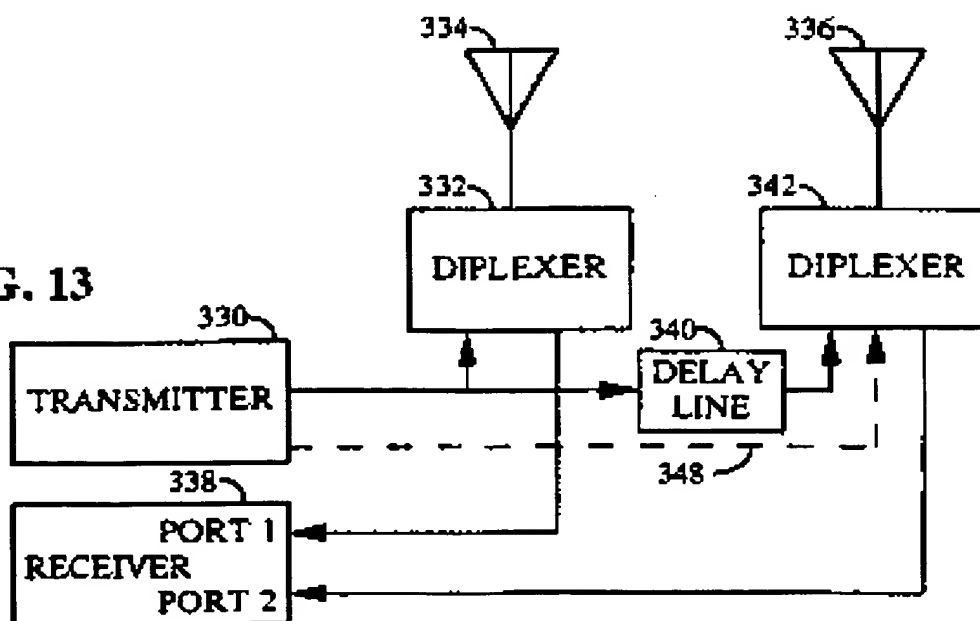 334
336
332
342
DIPLEXER
DIPLEXER
G. 13
330
340
TRANSMITTER
DELAY
LINE
348
338
PORT 1
RECEIVER
PORT 2